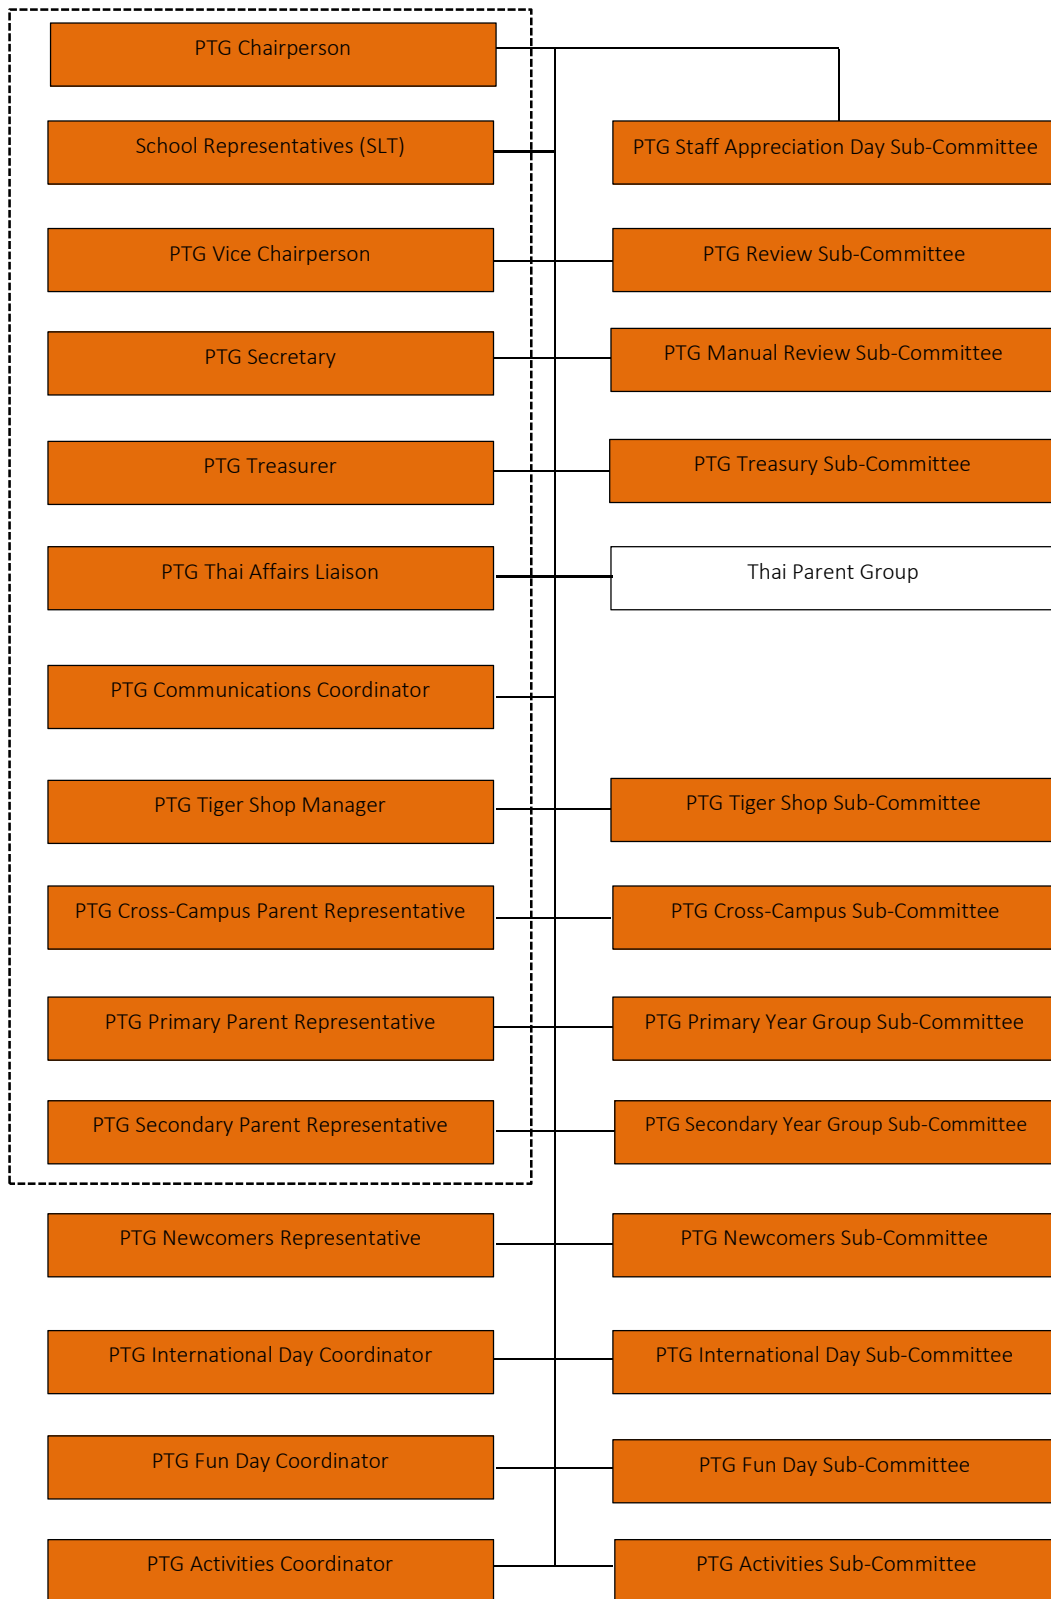 PTG Chairperson
School Representatives (SLT)
PTG Staff Appreciation Day Sub-Committee
PTG Vice Chairperson
PTG Review Sub-Committee
PTG Secretary
PTG Manual Review Sub-Committee
PTG Treasurer
PTG Treasury Sub-Committee
PTG Thai Affairs Liaison
Thai Parent Group
PTG Communications Coordinator
PTG Tiger Shop Manager
PTG Tiger Shop Sub-Committee
PTG Cross-Campus Parent Representative
PTG Cross-Campus Sub-Committee
PTG Primary Parent Representative
PTG Primary Year Group Sub-Committee
PTG Secondary Parent Representative
PTG Secondary Year Group Sub-Committee
PTG Newcomers Representative
PTG Newcomers Sub-Committee
PTG International Day Coordinator
PTG International Day Sub-Committee
PTG Fun Day Coordinator
PTG Fun Day Sub-Committee
PTG Activities Coordinator
PTG Activities Sub-Committee